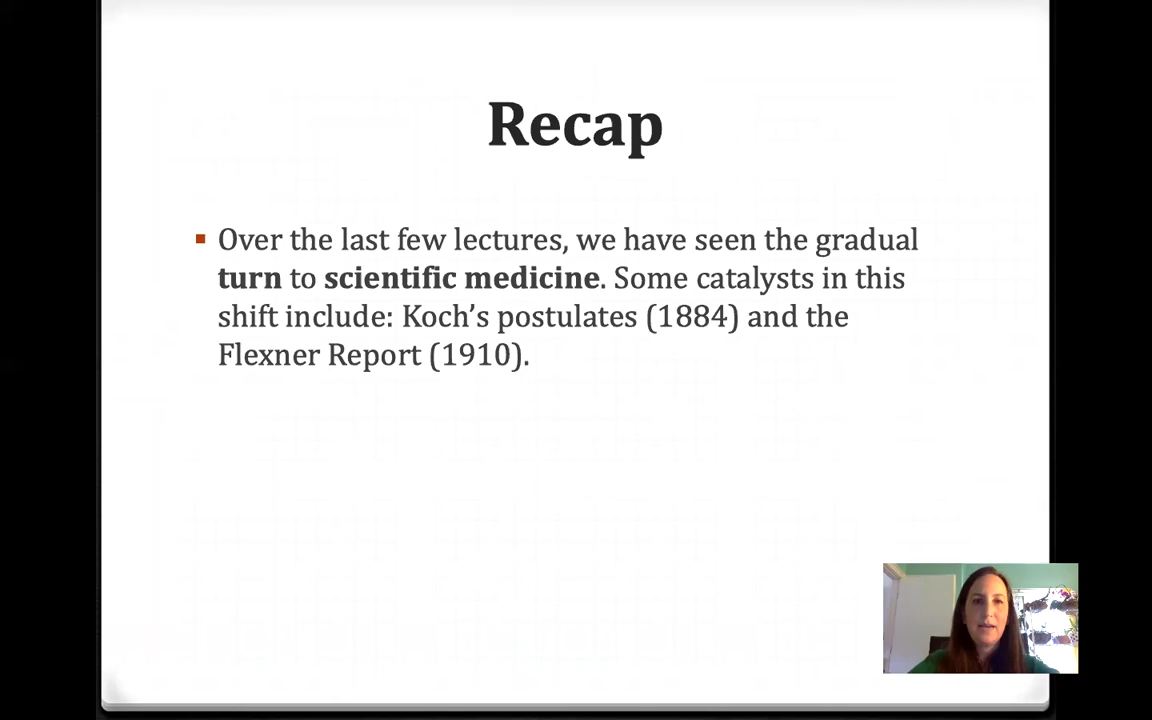 Recap
▪ Over the last few lectures, we have seen the gradual
turn to scientific medicine. Some catalysts in this
shift include: Koch’s postulates (1884) and the
Flexner Report (1910).